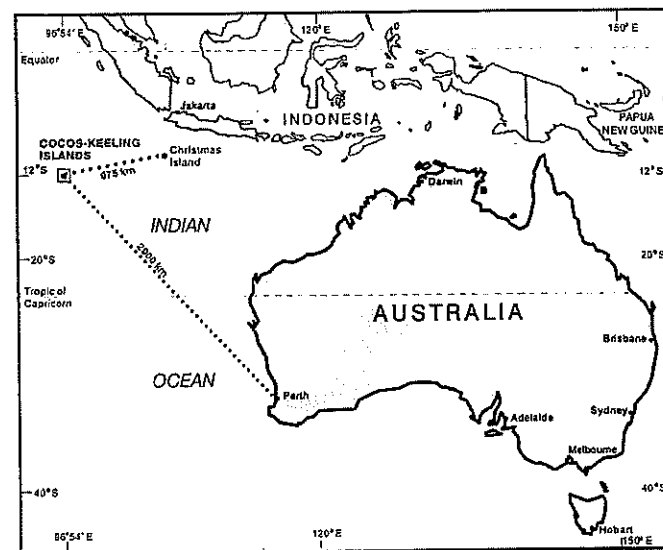 96°54'E
120°E
150°E
Equator
Jakarta
INDONESIA
PAPUA
NEW GUINEA
COCOS-KEELING
ISLANDS
Christmas
Island
975 km
12°S
12°S
Darwin
INDIAN
2900 km
20°S
20°S
Tropic of
Capricorn
AUSTRALIA
Brisbane
OCEAN
Perth
Adelaide
Sydney
Melbourne
40°S
40°S
Hobart
96°54'E
120°E
150°E